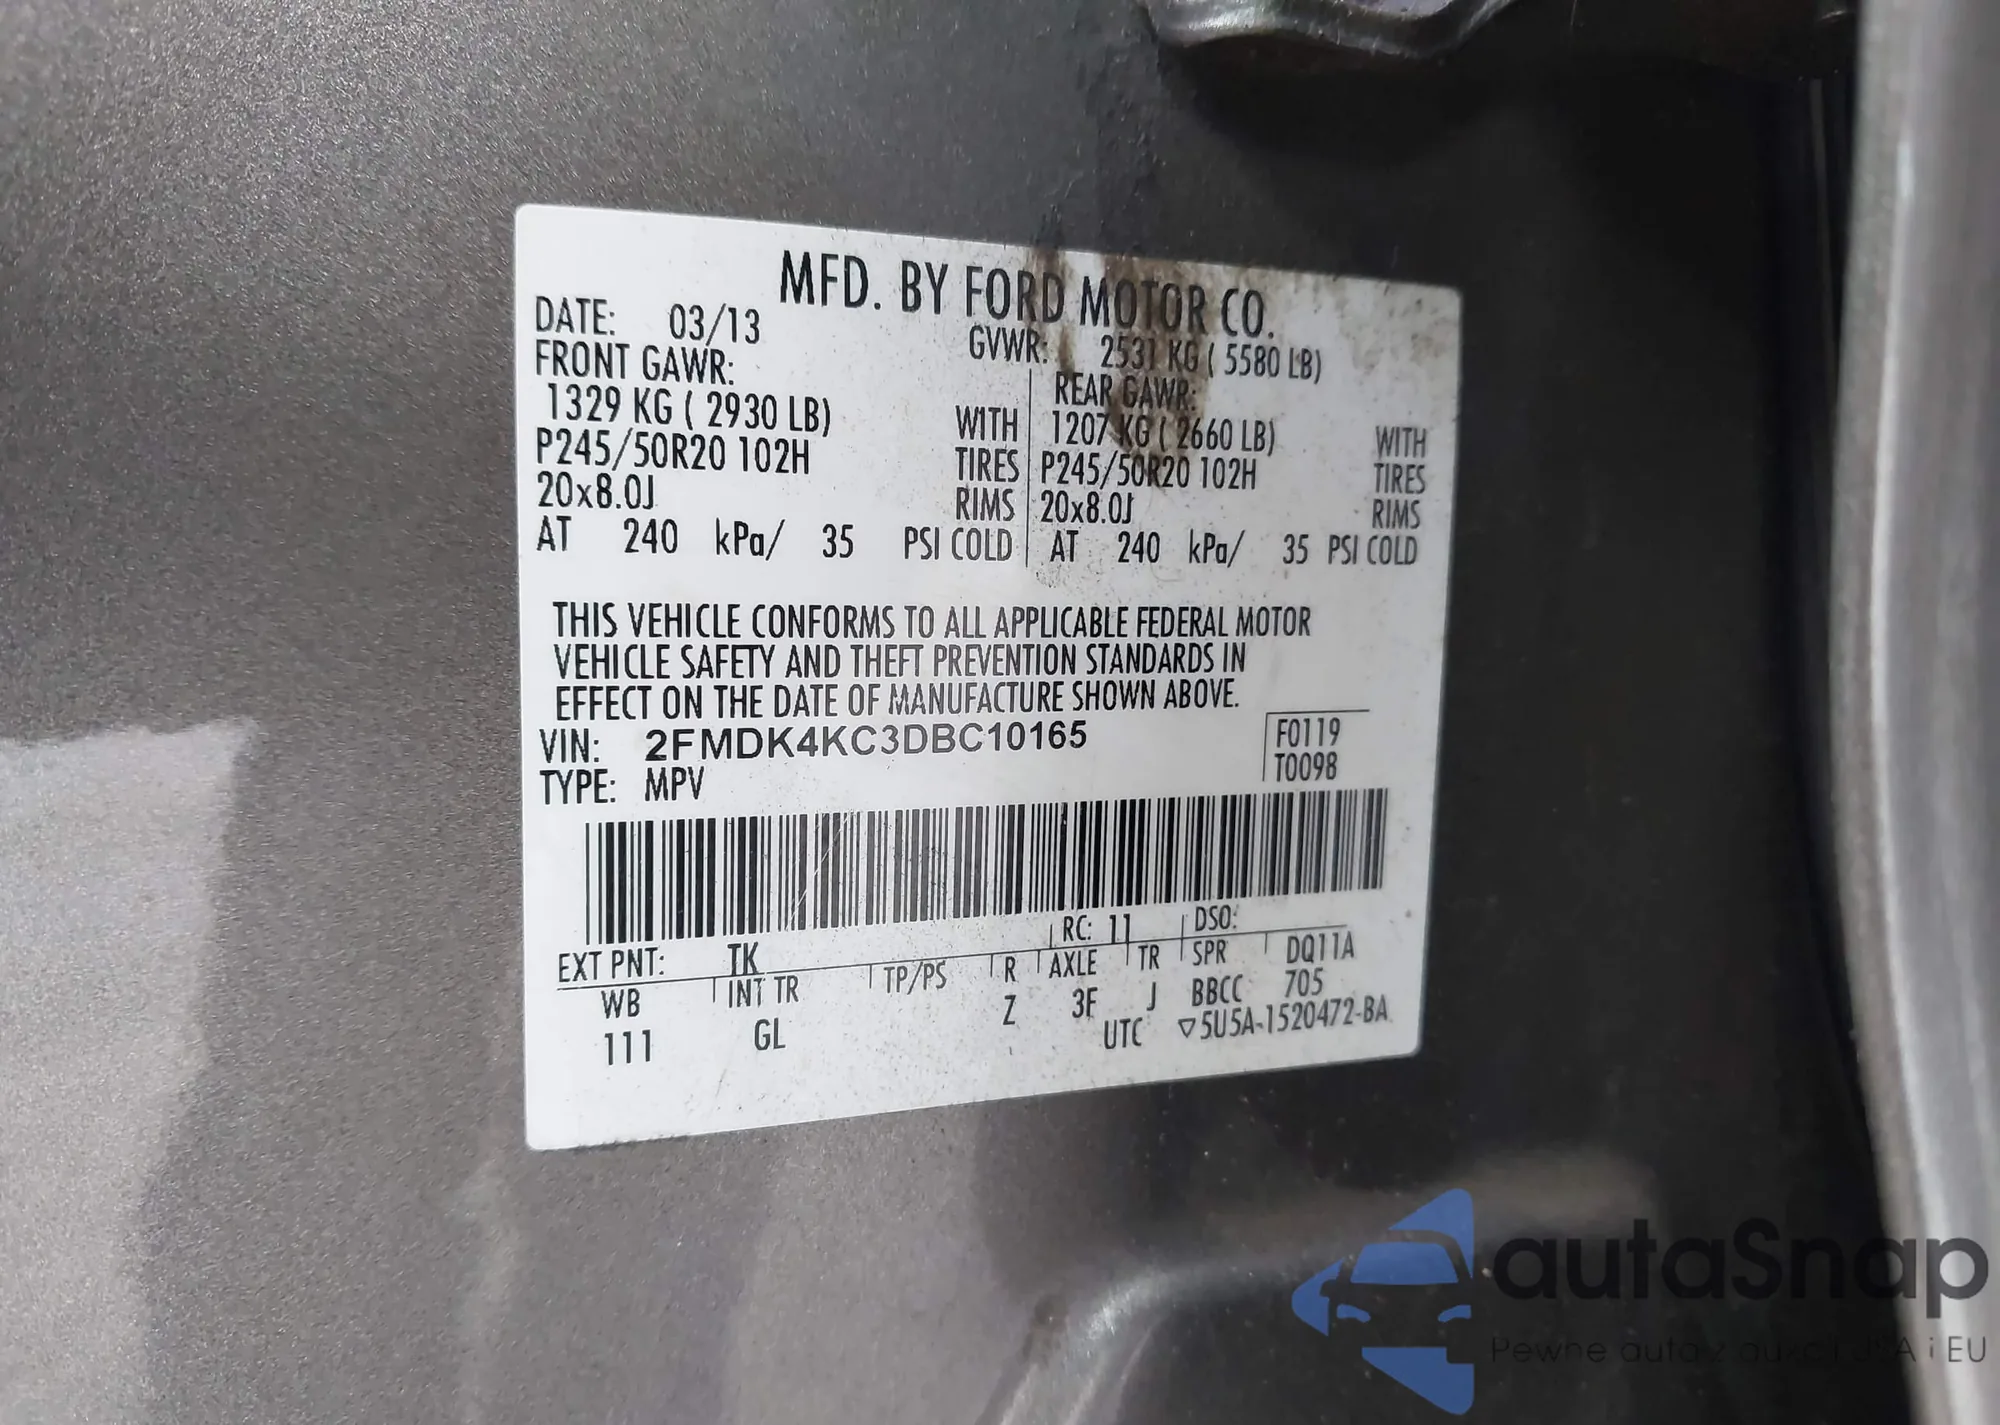 MFD. BY FORD MOTOR CO.
DATE: 03/13
GVWR: 2531 KG ( 5580 LB)
FRONT GAWR:
REAR GAWR:
1329 KG ( 2930 LB) WITH
1207 KG ( 2660 LB) WITH
P245/50R20 102H TIRES
P245/50R20 102H TIRES
20x8.0J RIMS
20x8.0J RIMS
AT 240 kPa/ 35 PSI COLD
AT 240 kPa/ 35 PSI COLD
THIS VEHICLE CONFORMS TO ALL APPLICABLE FEDERAL MOTOR
VEHICLE SAFETY AND THEFT PREVENTION STANDARDS IN
EFFECT ON THE DATE OF MANUFACTURE SHOWN ABOVE.
VIN: 2FMDK4KC3DBC10165
F0119
TYPE: MPV
T0098
EXT PNT: TK RC: 11 DSO:
WB INT TR TP/PS R AXLE TR SPR DQ11A
111 GL Z 3F J BBCC 705
UTC ▽5U5A-1520472-BA
autaSnap
Pewne auta z aukcji USA i EU